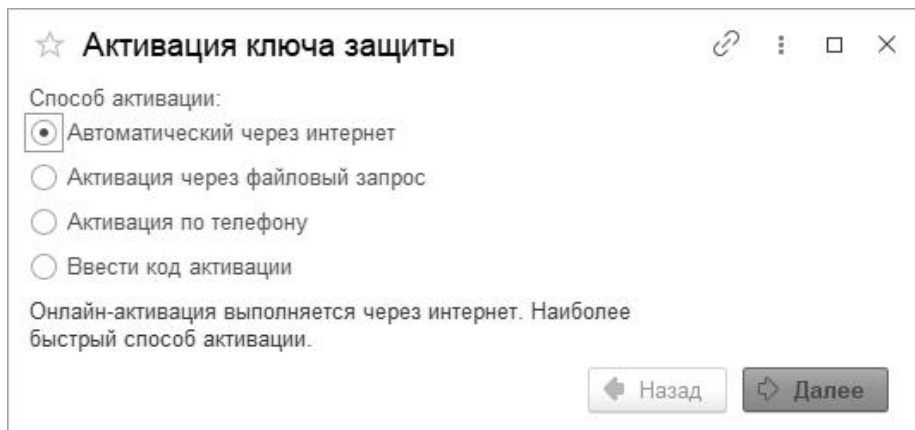 Активация ключа защиты
Способ активации:
Автоматический через интернет
Активация через файловый запрос
Активация по телефону
Ввести код активации
Онлайн-активация выполняется через интернет. Наиболее
быстрый способ активации.
Назад Далее